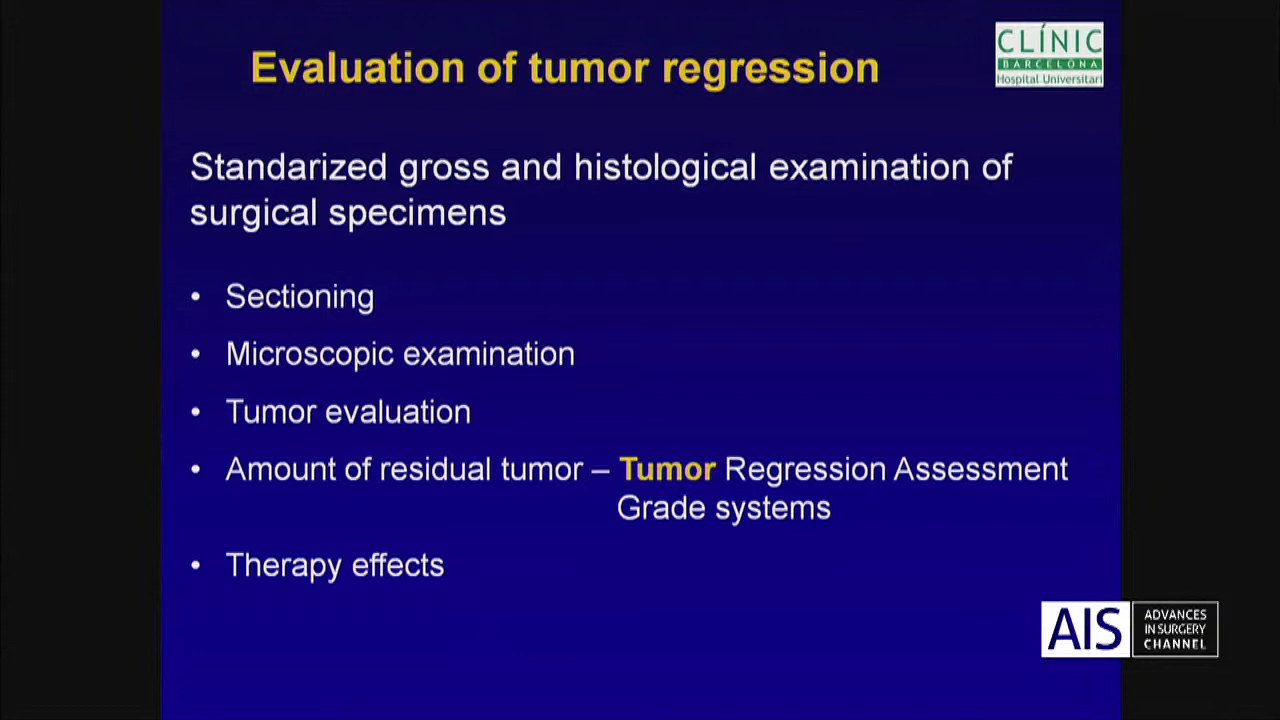 Evaluation of tumor regression
CLÍNIC
BARCELONA
Hospital Universitari
Standarized gross and histological examination of
surgical specimens
• Sectioning
• Microscopic examination
• Tumor evaluation
• Amount of residual tumor – Tumor Regression Assessment
Grade systems
• Therapy effects
AIS
ADVANCES
IN SURGERY
CHANNEL